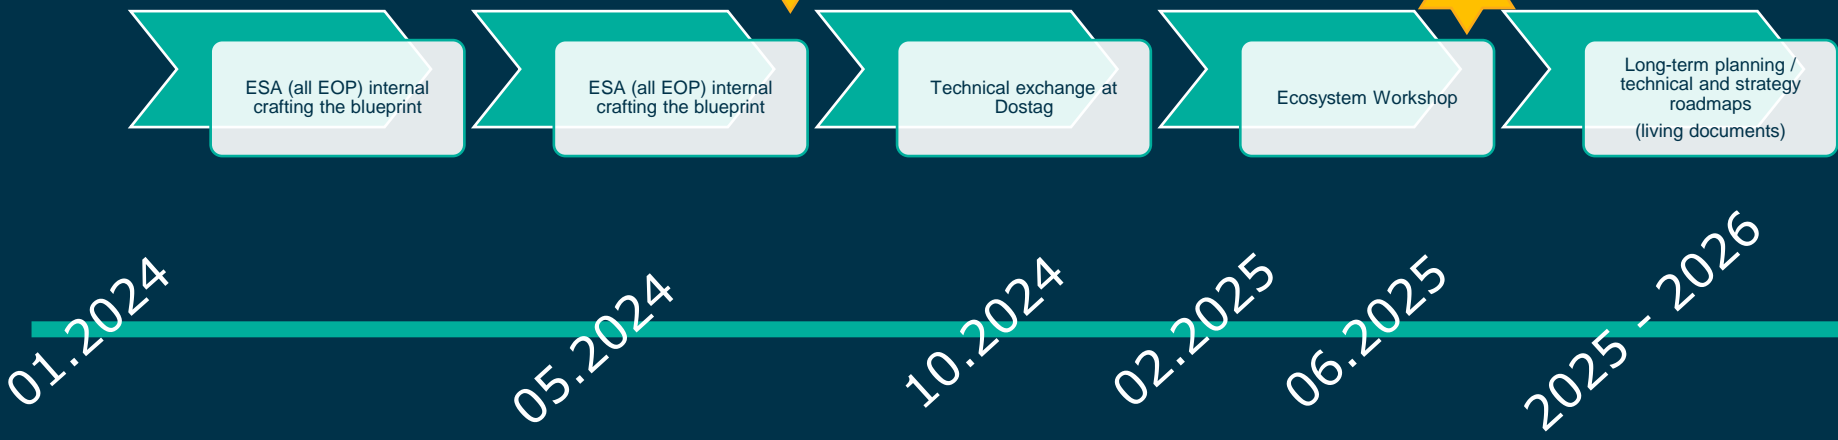 ESA (all EOP) internal
crafting the blueprint
ESA (all EOP) internal
crafting the blueprint
Technical exchange at
Dostag
Ecosystem Workshop
Long-term planning /
technical and strategy
roadmaps
(living documents)
01.2024
05.2024
10.2024
02.2025
06.2025
2025 - 2026